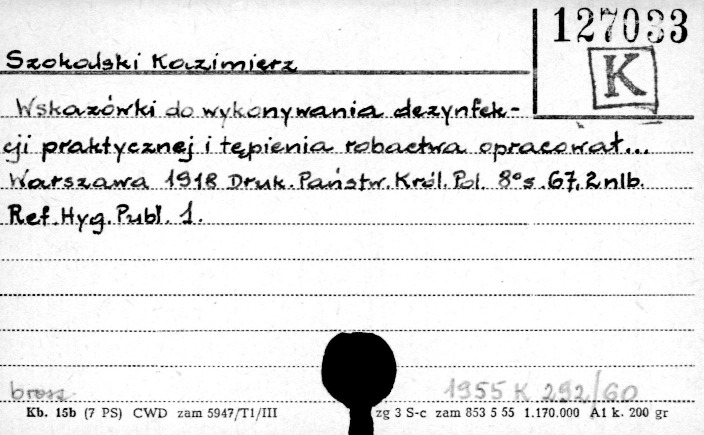 127033
K
Szokalski Kazimierz
Wskazówki do wykonywania dezynfek-
cji praktycznej i tępienia robactwa opracował...
Warszawa 1918 Druk. Państw. Król. Pol. 8° s. 67, 2 nlb.
Ref. Hyg. Publ. 1.
brosz
1955 K 292/60
Kb. 15b (7 PS) CWD zam 5947/T1/III zg 3 S-c zam 853 5 55 1.170.000 A1 k. 200 gr